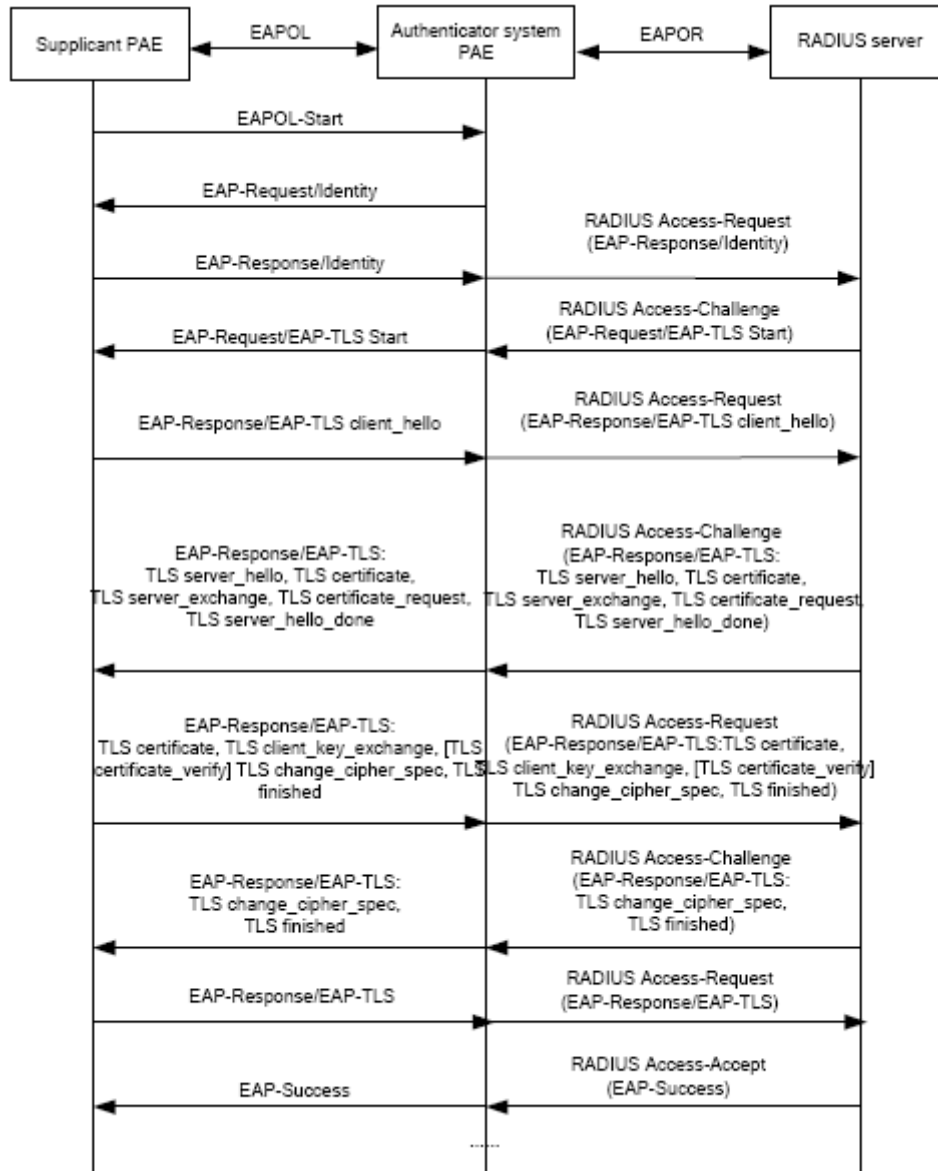 Supplicant PAE
EAPOL
Authenticator system
PAE
EAPOR
RADIUS server
EAPOL-Start
EAP-Request/Identity
RADIUS Access-Request
(EAP-Response/Identity)
EAP-Response/Identity
RADIUS Access-Challenge
(EAP-Request/EAP-TLS Start)
EAP-Request/EAP-TLS Start
RADIUS Access-Request
(EAP-Response/EAP-TLS client_hello)
EAP-Response/EAP-TLS client_hello
EAP-Response/EAP-TLS:
TLS server_hello, TLS certificate,
TLS server_exchange, TLS certificate_request,
TLS server_hello_done
RADIUS Access-Challenge
(EAP-Response/EAP-TLS:
TLS server_hello, TLS certificate,
TLS server_exchange, TLS certificate_request,
TLS server_hello_done)
EAP-Response/EAP-TLS:
TLS certificate, TLS client_key_exchange, [TLS
certificate_verify] TLS change_cipher_spec, TLS
finished
RADIUS Access-Request
(EAP-Response/EAP-TLS:TLS certificate,
TLS client_key_exchange, [TLS certificate_verify]
TLS change_cipher_spec, TLS finished)
EAP-Response/EAP-TLS:
TLS change_cipher_spec,
TLS finished
RADIUS Access-Challenge
(EAP-Response/EAP-TLS:
TLS change_cipher_spec,
TLS finished)
EAP-Response/EAP-TLS
RADIUS Access-Request
(EAP-Response/EAP-TLS)
EAP-Success
RADIUS Access-Accept
(EAP-Success)
......